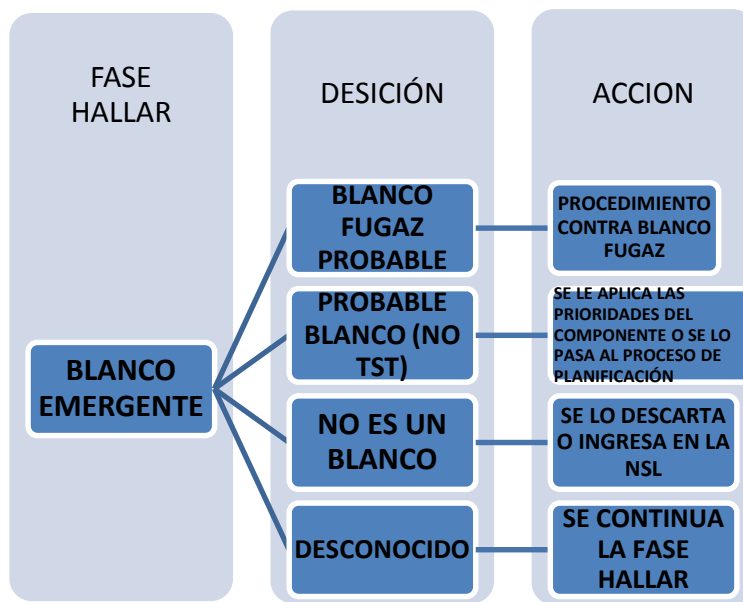 FASE
HALLAR
DESICIÓN
ACCION
BLANCO
EMERGENTE
BLANCO
FUGAZ
PROBABLE
PROCEDIMIENTO
CONTRA BLANCO
FUGAZ
PROBABLE
BLANCO (NO
TST)
SE LE APLICA LAS
PRIORIDADES DEL
COMPONENTE O SE LO
PASA AL PROCESO DE
PLANIFICACIÓN
NO ES UN
BLANCO
SE LO DESCARTA
O INGRESA EN LA
NSL
DESCONOCIDO
SE CONTINUA
LA FASE
HALLAR